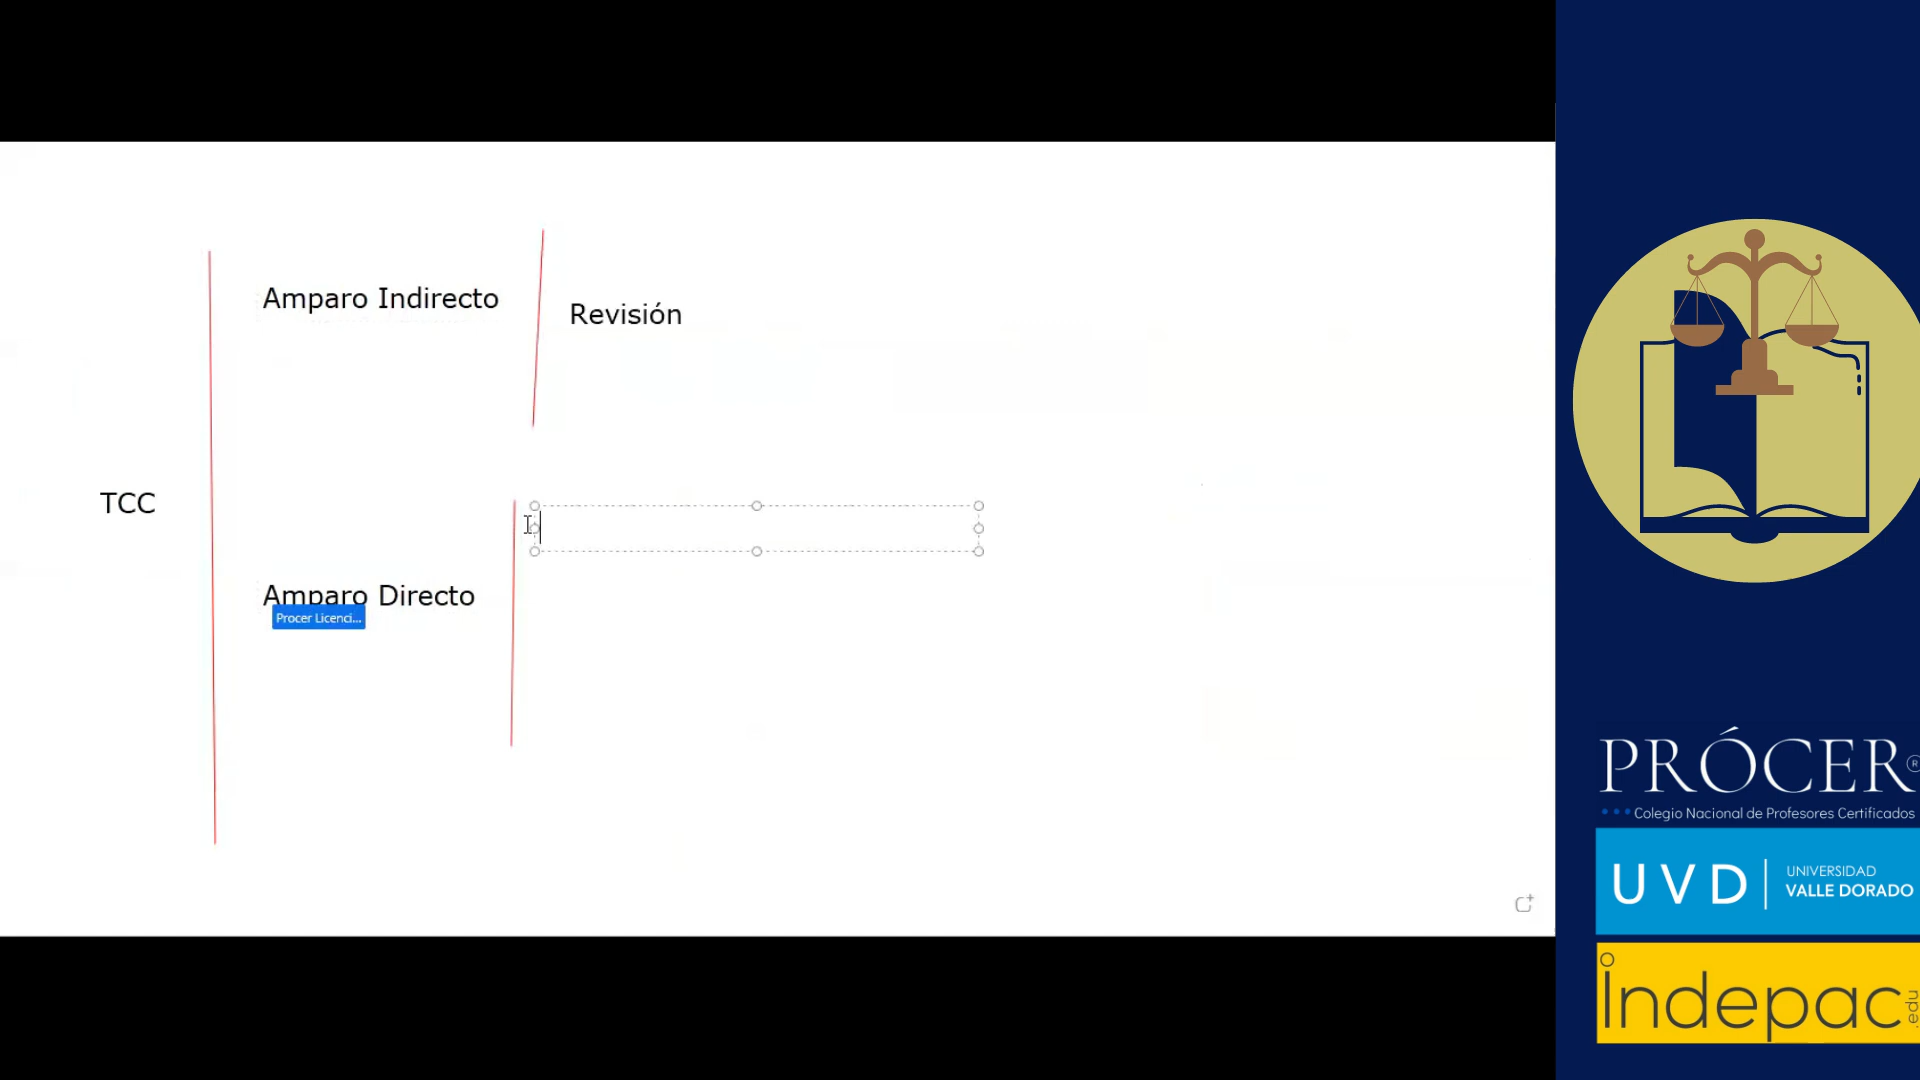 Amparo Indirecto
Revisión
TCC
Amparo Directo
Procer Licenci...
PRÓCER®
Colegio Nacional de Profesores Certificados
UVD
UNIVERSIDAD
VALLE DORADO
indepac
.edu